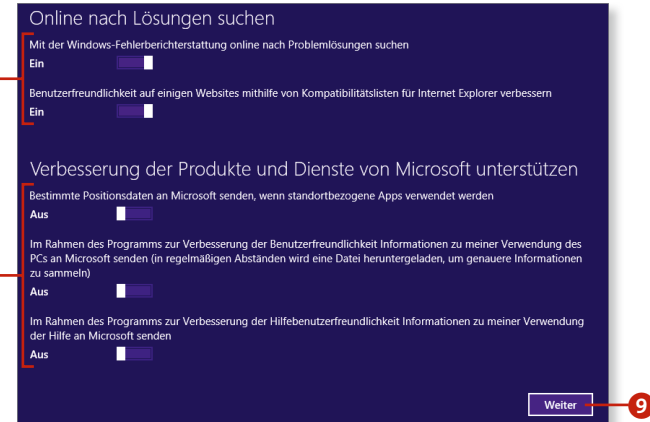 Online nach Lösungen suchen
Mit der Windows-Fehlerberichterstattung online nach Problemlösungen suchen
Ein
Benutzerfreundlichkeit auf einigen Websites mithilfe von Kompatibilitätslisten für Internet Explorer verbessern
Ein
Verbesserung der Produkte und Dienste von Microsoft unterstützen
Bestimmte Positionsdaten an Microsoft senden, wenn standortbezogene Apps verwendet werden
Aus
Im Rahmen des Programms zur Verbesserung der Benutzerfreundlichkeit Informationen zu meiner Verwendung des
PCs an Microsoft senden (in regelmäßigen Abständen wird eine Datei heruntergeladen, um genauere Informationen
zu sammeln)
Aus
Im Rahmen des Programms zur Verbesserung der Hilfebenutzerfreundlichkeit Informationen zu meiner Verwendung
der Hilfe an Microsoft senden
Aus
Weiter 9